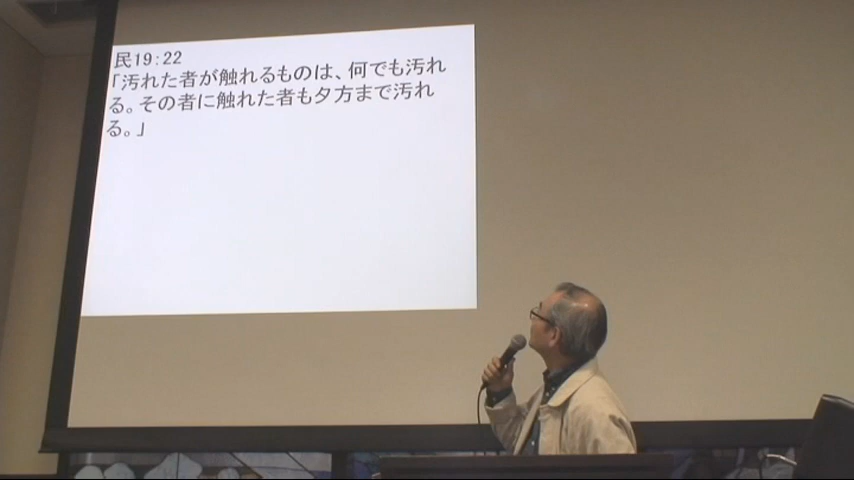 民19:22
「汚れた者が触れるものは、何でも汚れ
る。その者に触れた者も夕方まで汚れ
る。」